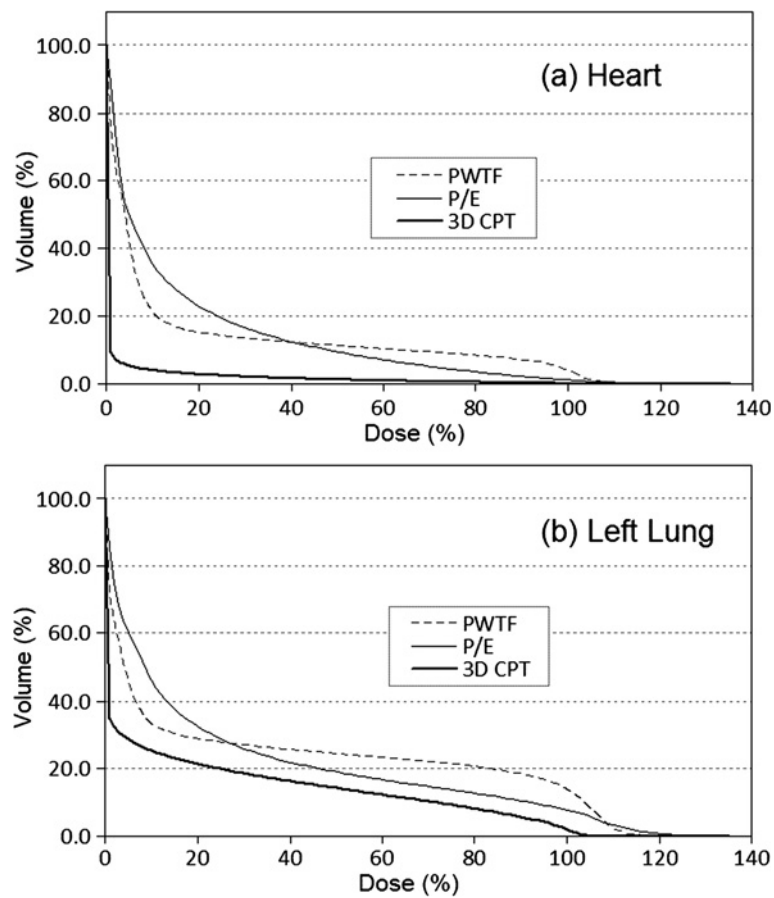 (a) Heart
100.0
80.0
60.0
40.0
20.0
0.0
Volume (%)
PWTF
P/E
3D CPT
0 20 40 60 80 100 120 140
Dose (%)
(b) Left Lung
100.0
80.0
60.0
40.0
20.0
0.0
Volume (%)
PWTF
P/E
3D CPT
0 20 40 60 80 100 120 140
Dose (%)